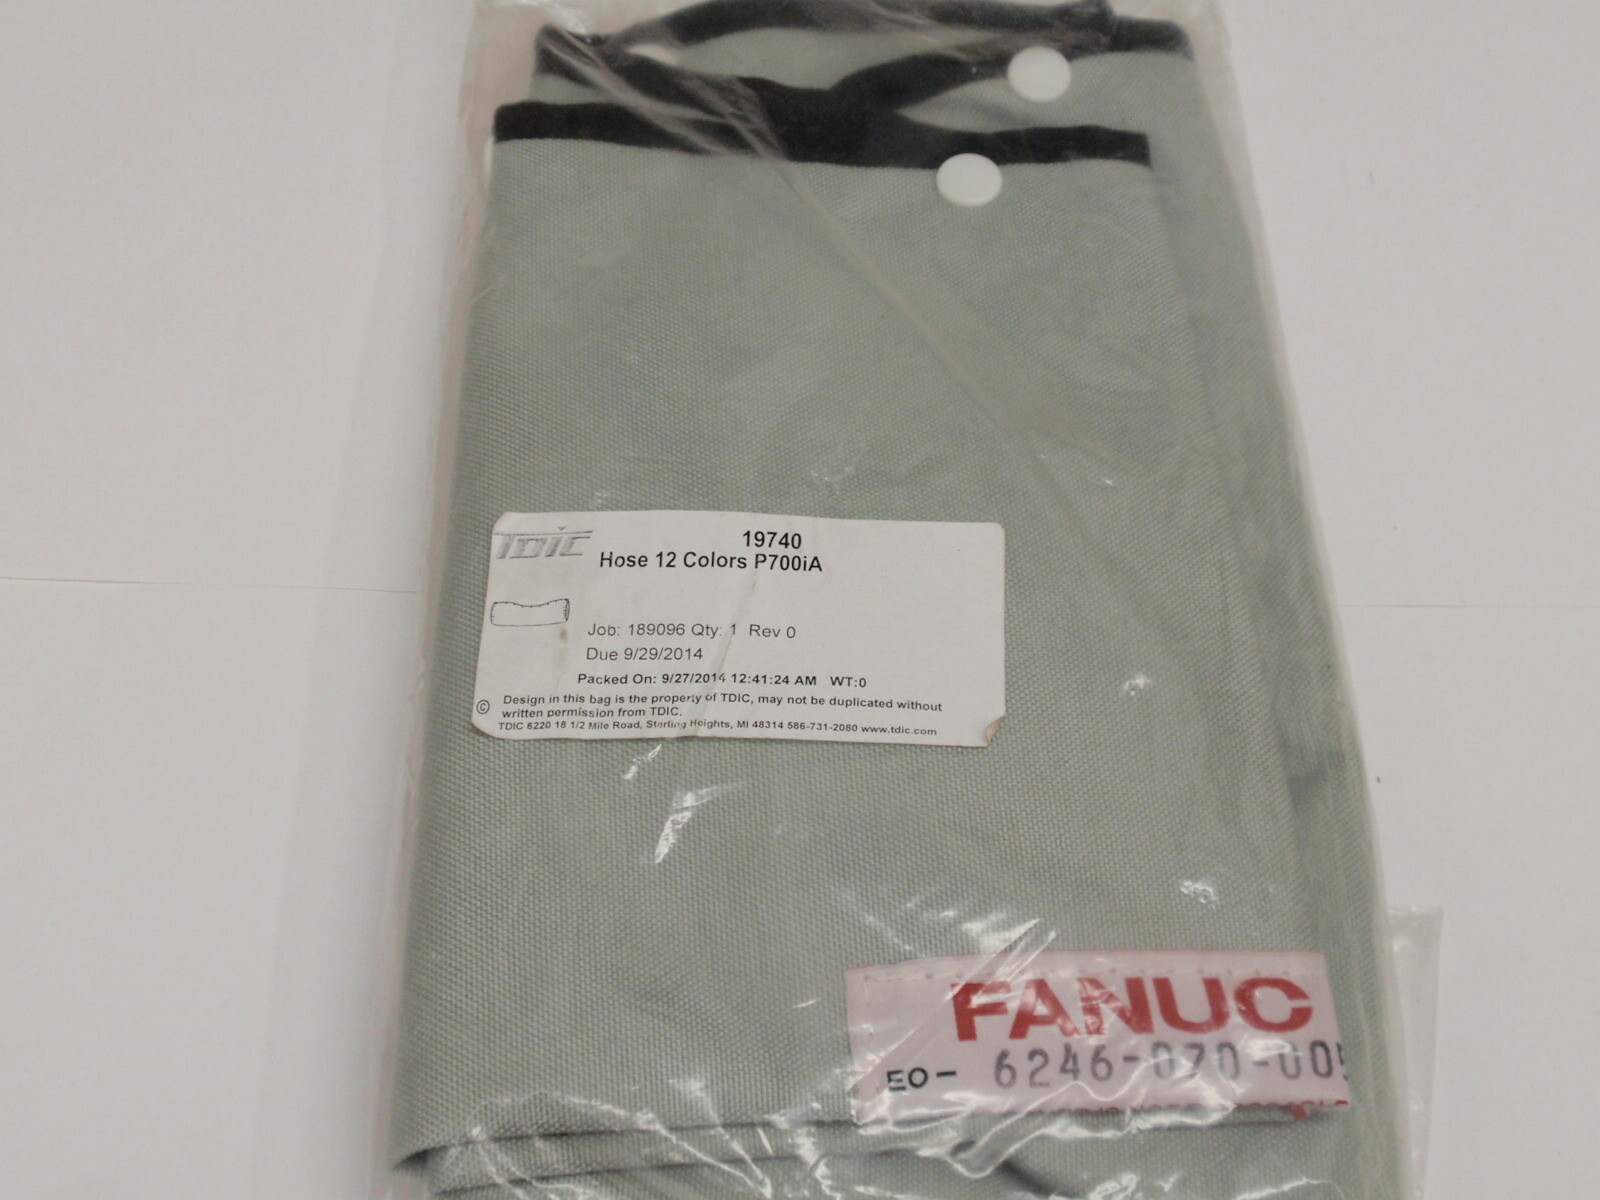 TDIC
19740
Hose 12 Colors P700iA
Job: 189096 Qty: 1 Rev 0
Due 9/29/2014
Packed On: 9/27/2014 12:41:24 AM WT:0
© Design in this bag is the property of TDIC, may not be duplicated without
written permission from TDIC.
TDIC 6220 18 1/2 Mile Road, Sterling Heights, MI 48314 586-731-2080 www.tdic.com
FANUC
EO- 6246-070-005